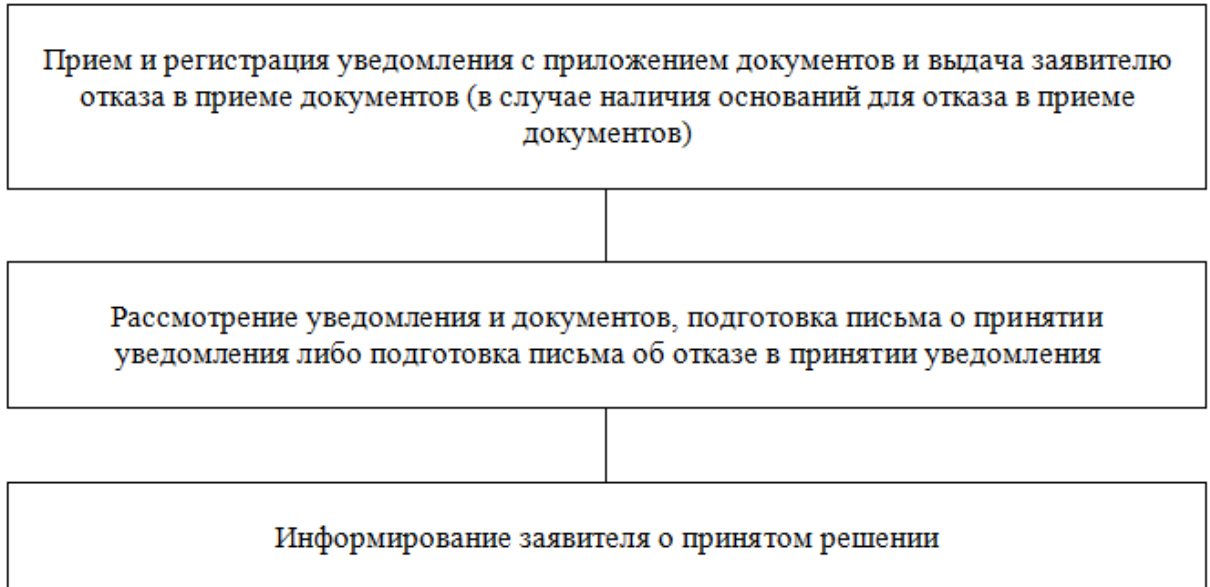 Прием и регистрация уведомления с приложением документов и выдача заявителю
отказа в приеме документов (в случае наличия оснований для отказа в приеме
документов)
Рассмотрение уведомления и документов, подготовка письма о принятии
уведомления либо подготовка письма об отказе в принятии уведомления
Информирование заявителя о принятом решении